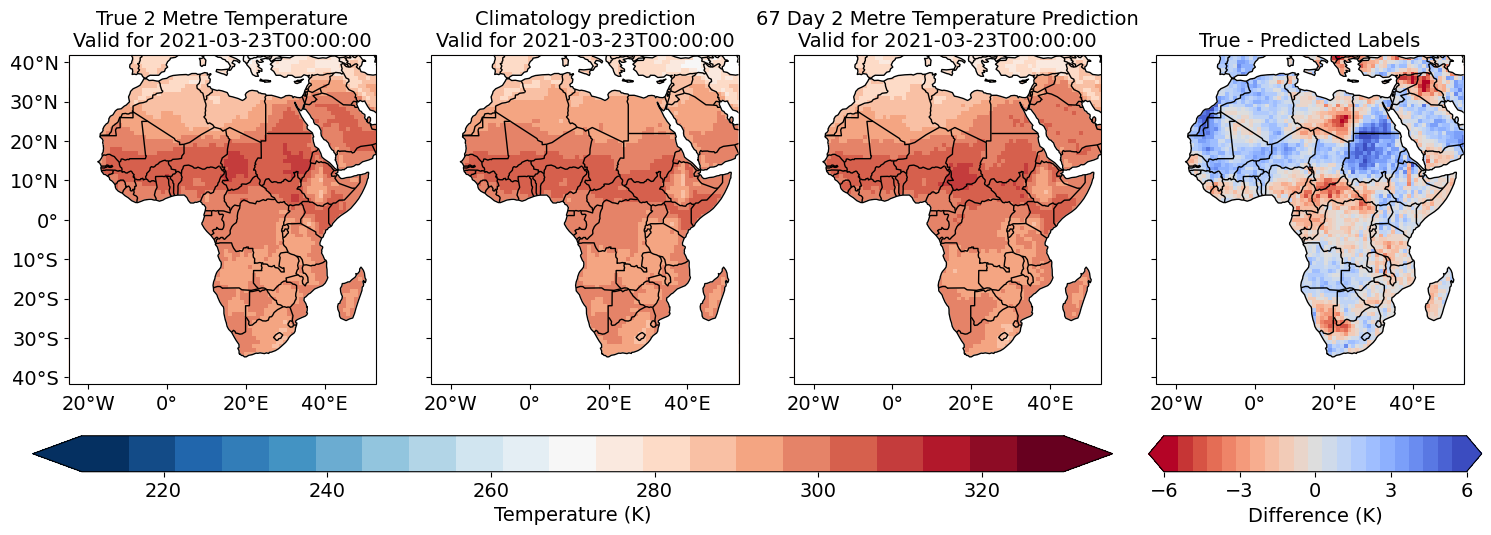 True 2 Metre Temperature
Valid for 2021-03-23T00:00:00
Climatology prediction
Valid for 2021-03-23T00:00:00
67 Day 2 Metre Temperature Prediction
Valid for 2021-03-23T00:00:00
True - Predicted Labels
40°N
30°N
20°N
10°N
0°
10°S
20°S
30°S
40°S
20°W 0° 20°E 40°E
20°W 0° 20°E 40°E
20°W 0° 20°E 40°E
20°W 0° 20°E 40°E
220 240 260 280 300 320
Temperature (K)
−6 −3 0 3 6
Difference (K)